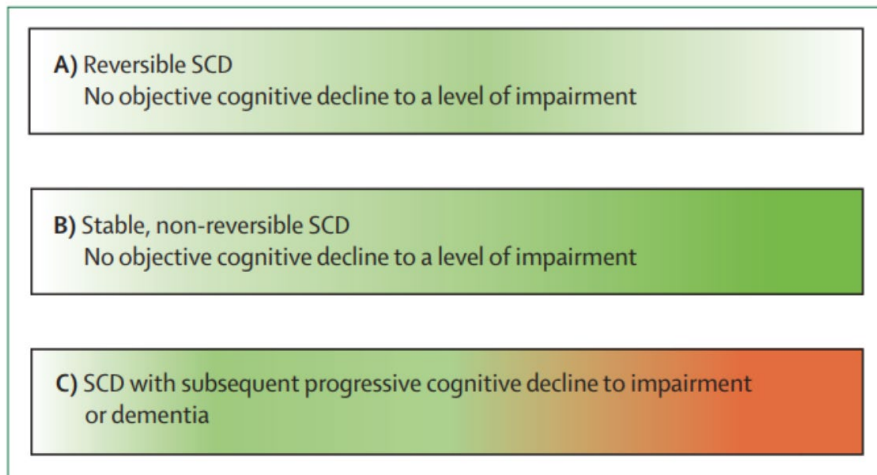 A) Reversible SCD
No objective cognitive decline to a level of impairment
B) Stable, non-reversible SCD
No objective cognitive decline to a level of impairment
C) SCD with subsequent progressive cognitive decline to impairment
or dementia